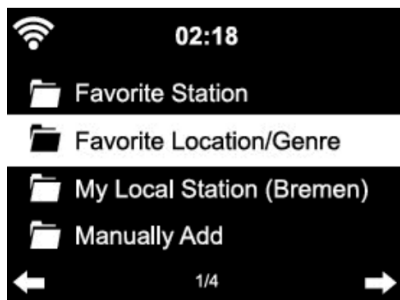 02:18
Favorite Station
Favorite Location/Genre
My Local Station (Bremen)
Manually Add
1/4